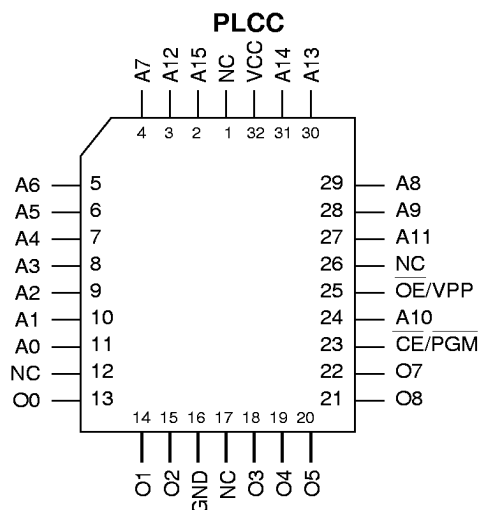 PLCC
A7 A12 A15 NC VCC A14 A13
4 3 2 1 32 31 30
A6 5 29 A8
A5 6 28 A9
A4 7 27 A11
A3 8 26 NC
A2 9 25 OE/VPP
A1 10 24 A10
A0 11 23 CE/PGM
NC 12 22 O7
O0 13 21 O8
14 15 16 17 18 19 20
O1 O2 GND NC O3 O4 O5